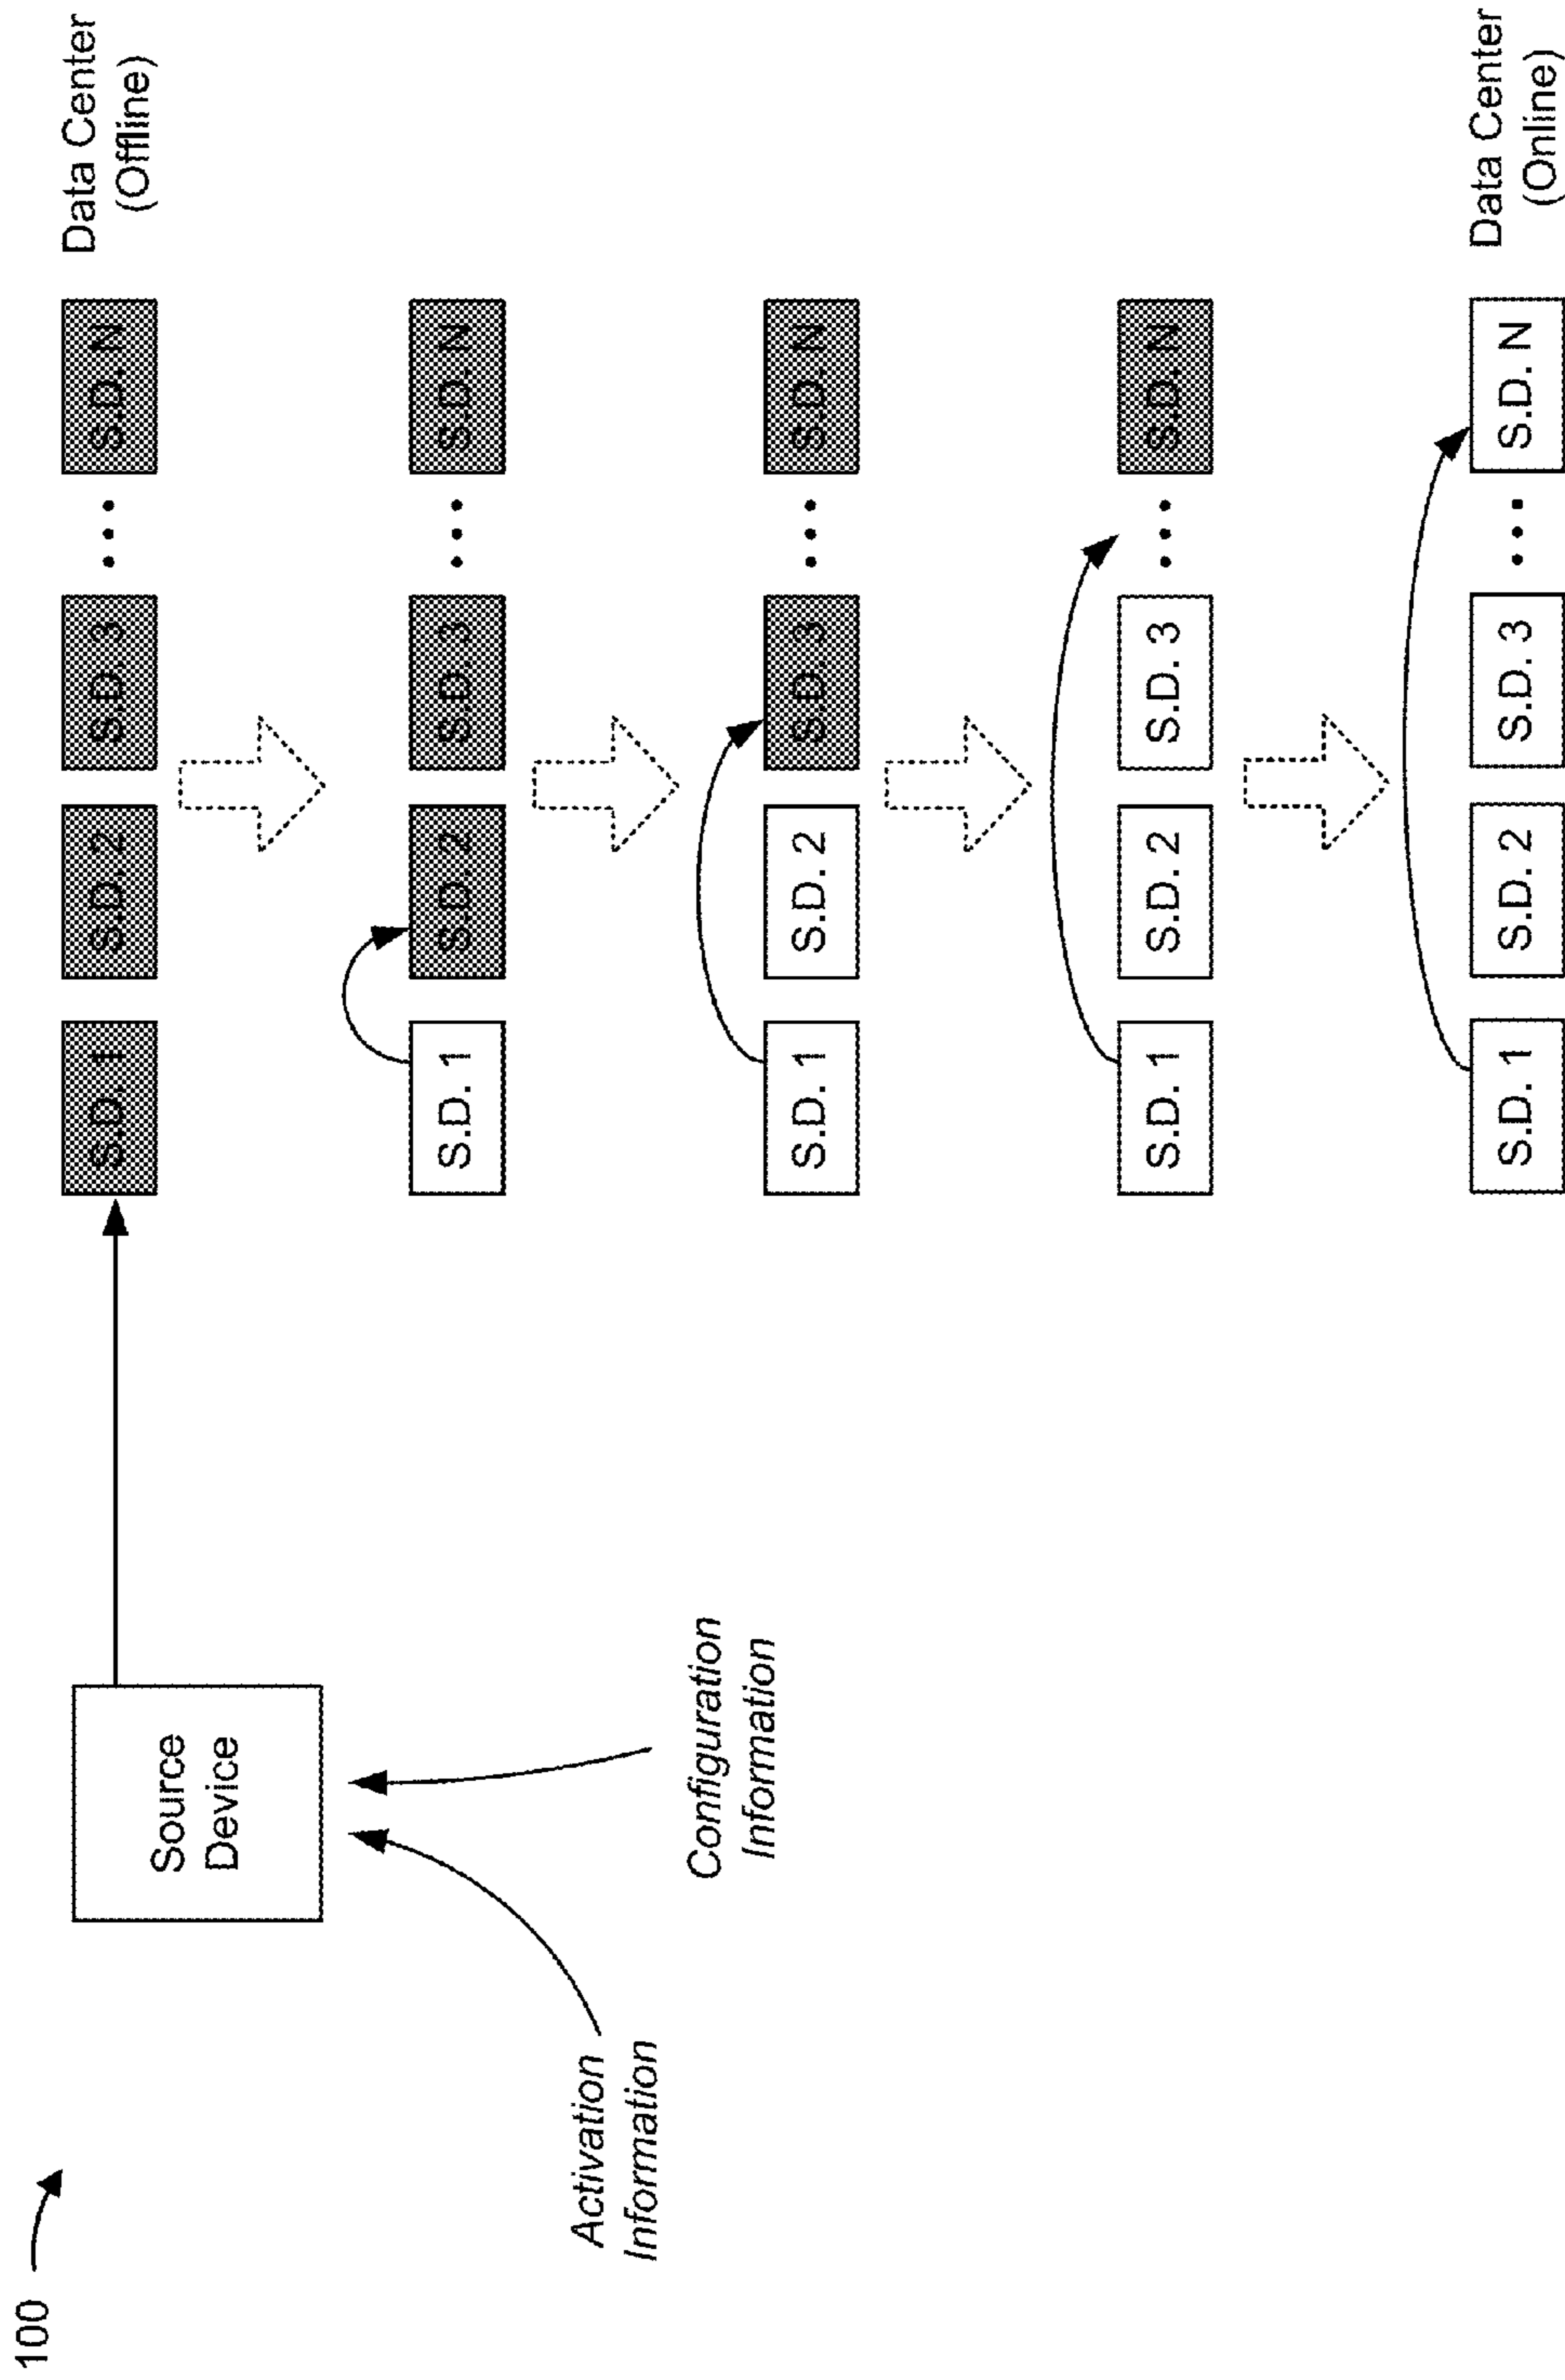 100
Source
Device
S.D. 1
S.D. 2
S.D. 3
...
S.D. N
Data Center
(Offline)
Activation
Information
Configuration
Information
S.D. 1
S.D. 2
S.D. 3
...
S.D. N
S.D. 1
S.D. 2
S.D. 3
...
S.D. N
S.D. 1
S.D. 2
S.D. 3
...
S.D. N
S.D. 1
S.D. 2
S.D. 3
...
S.D. N
Data Center
(Online)